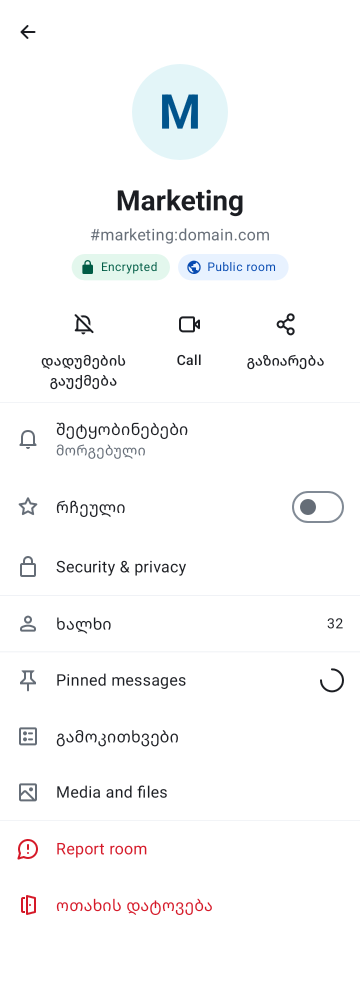 M
Marketing
#marketing:domain.com
Encrypted
Public room
დადუმების
გაუქმება
Call
გაზიარება
შეტყობინებები
მორგებული
რჩეული
Security & privacy
ხალხი
32
Pinned messages
გამოკითხვები
Media and files
Report room
ოთახის დატოვება